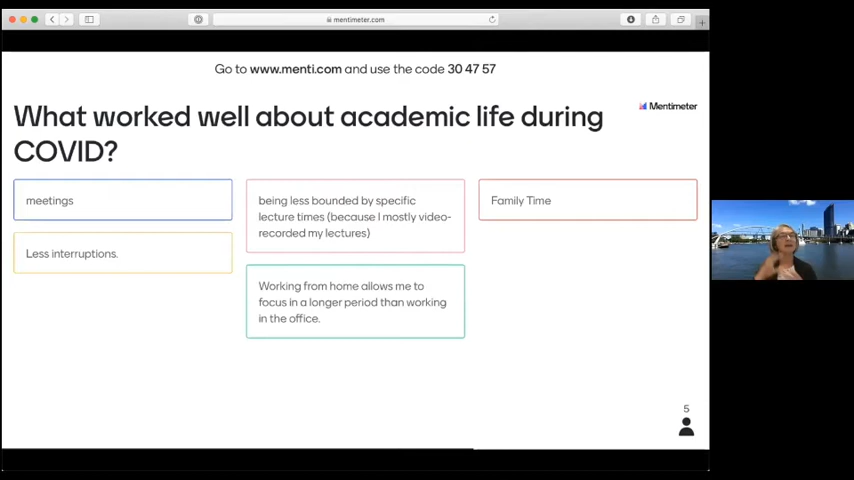 mentimeter.com
Go to www.menti.com and use the code 30 47 57
What worked well about academic life during
COVID?
Mentimeter
meetings
being less bounded by specific
lecture times (because I mostly video-
recorded my lectures)
Family Time
Less interruptions.
Working from home allows me to
focus in a longer period than working
in the office.
5